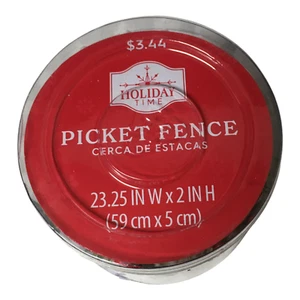 $3.44
HOLIDAY
TIME
PICKET FENCE
CERCA DE ESTACAS
23.25 IN W x 2 IN H
(59 cm x 5 cm)